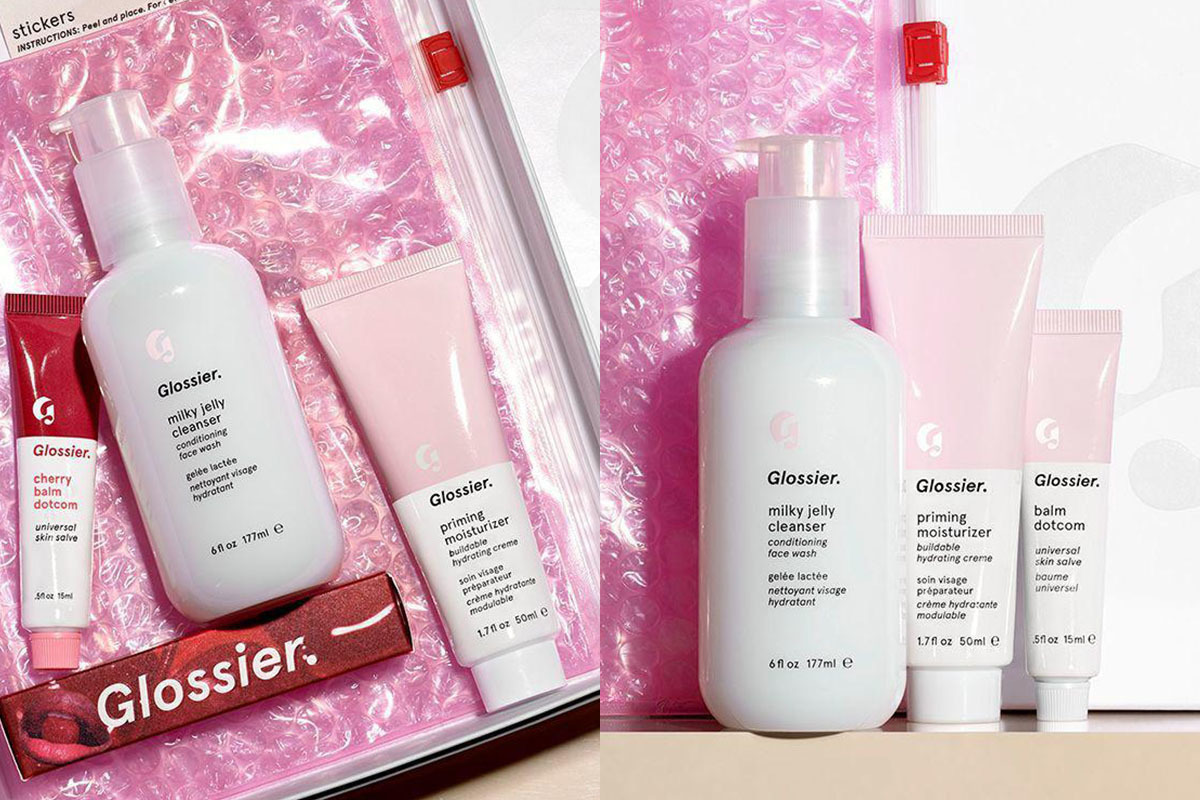 stickers
INSTRUCTIONS: Peel and place. For
Glossier.
cherry
balm
dotcom
universal
skin salve
.5fl oz 15ml
Glossier.
milky jelly
cleanser
conditioning
face wash
gelée lactée
nettoyant visage
hydratant
6 fl oz 177ml e
Glossier.
priming
moisturizer
buildable
hydrating creme
soin visage
préparateur
crème hydratante
modulable
1.7 fl oz 50ml e
Glossier.
Glossier.
milky jelly
cleanser
conditioning
face wash
gelée lactée
nettoyant visage
hydratant
6 fl oz 177ml e
Glossier.
priming
moisturizer
buildable
hydrating creme
soin visage
préparateur
crème hydratante
modulable
1.7 fl oz 50ml e
Glossier.
balm
dotcom
universal
skin salve
baume
universel
.5fl oz 15ml e